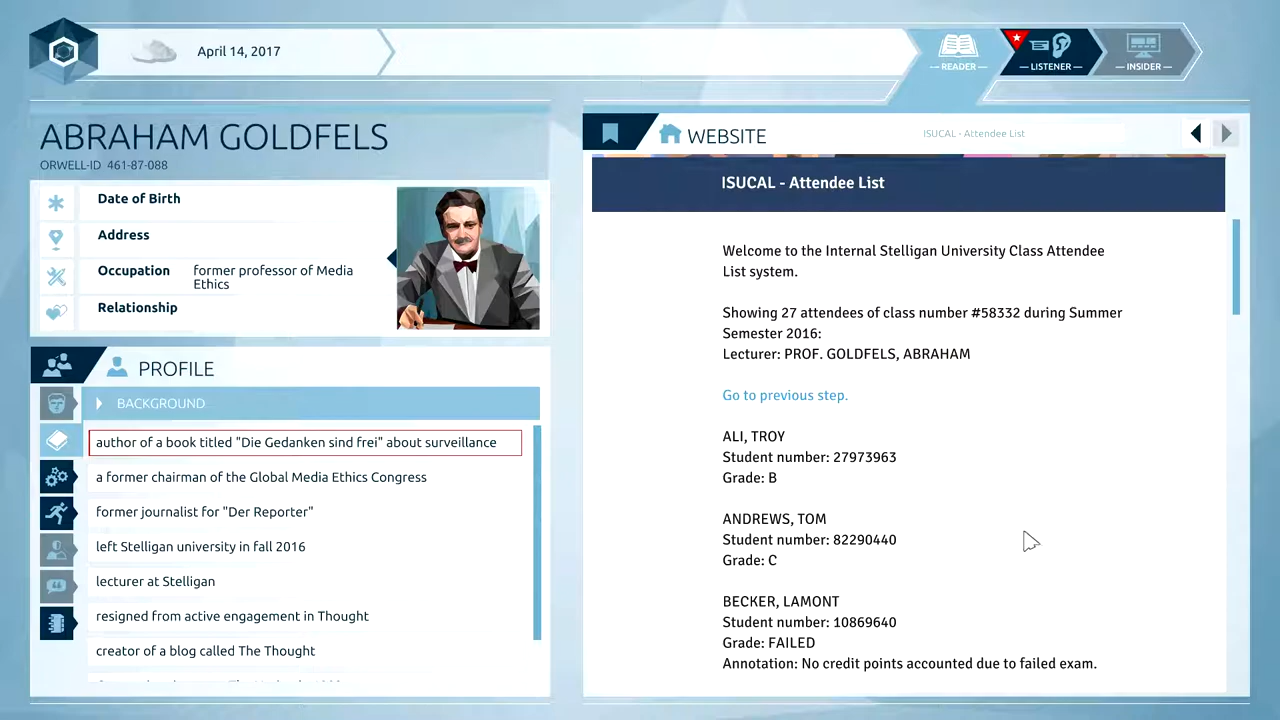 April 14, 2017
READER
LISTENER
INSIDER
ABRAHAM GOLDFELS
ORWELL-ID 461-87-088
Date of Birth
Address
Occupation former professor of Media
Ethics
Relationship
PROFILE
BACKGROUND
author of a book titled "Die Gedanken sind frei" about surveillance
a former chairman of the Global Media Ethics Congress
former journalist for "Der Reporter"
left Stelligan university in fall 2016
lecturer at Stelligan
resigned from active engagement in Thought
creator of a blog called The Thought
WEBSITE
ISUCAL - Attendee List
ISUCAL - Attendee List
Welcome to the Internal Stelligan University Class Attendee
List system.
Showing 27 attendees of class number #58332 during Summer
Semester 2016:
Lecturer: PROF. GOLDFELS, ABRAHAM
Go to previous step.
ALI, TROY
Student number: 27973963
Grade: B
ANDREWS, TOM
Student number: 82290440
Grade: C
BECKER, LAMONT
Student number: 10869640
Grade: FAILED
Annotation: No credit points accounted due to failed exam.